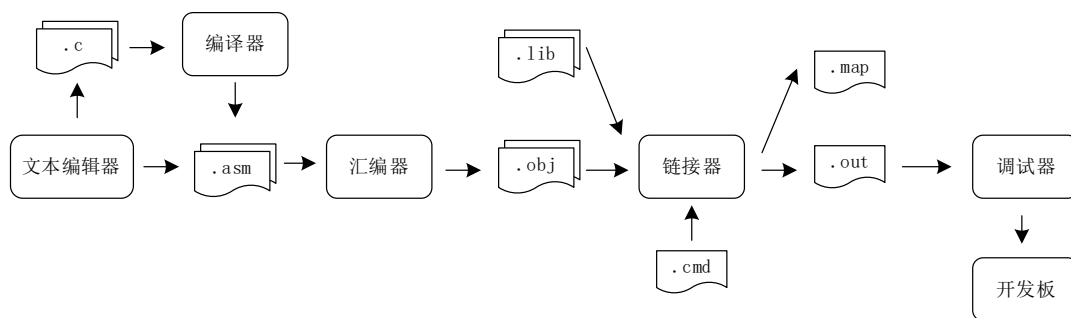 .c
编译器
.lib
.map
文本编辑器
.asm
汇编器
.obj
链接器
.out
调试器
.cmd
开发板